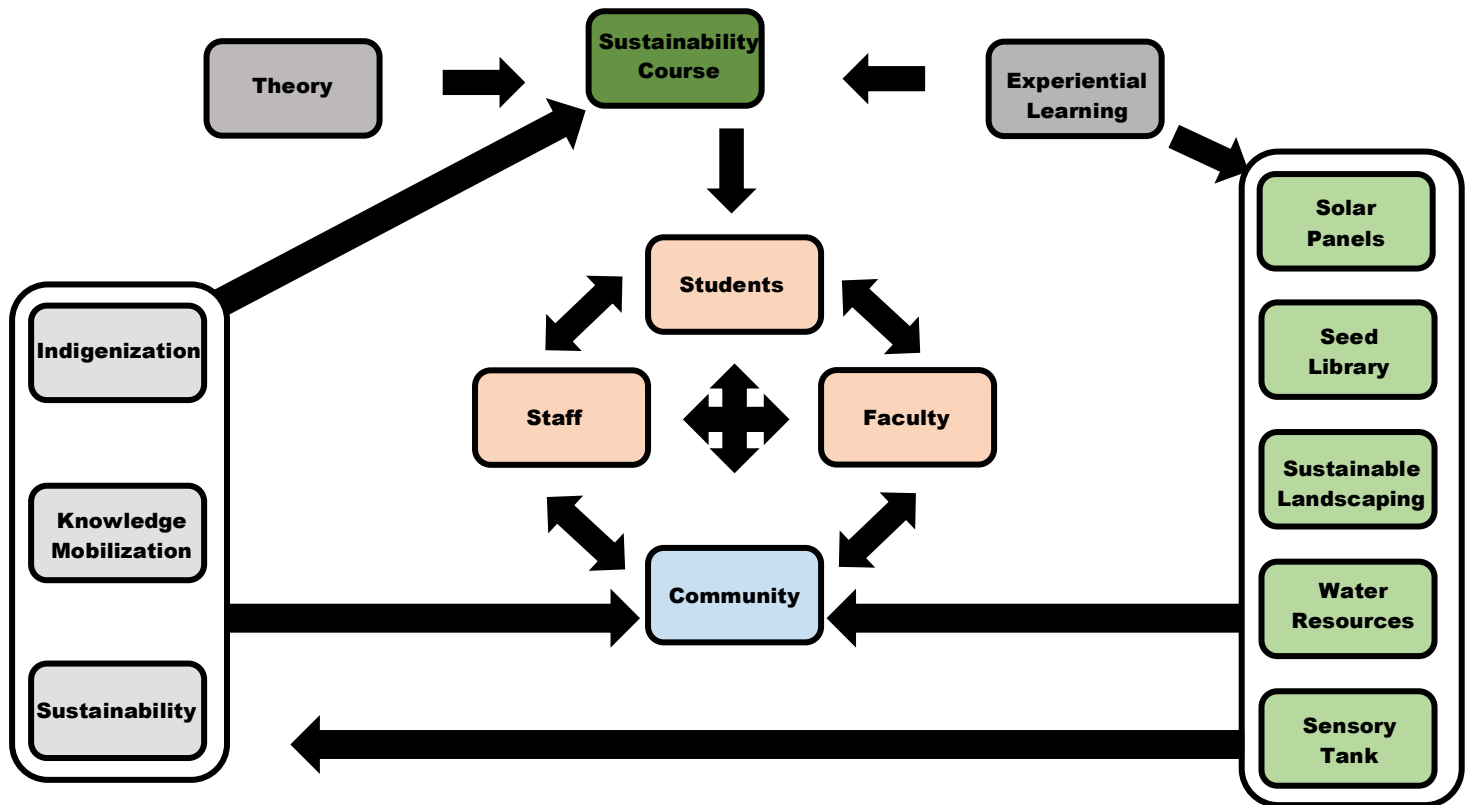 Sustainability
Course
Theory
Experiential
Learning
Solar
Panels
Students
Indigenization
Seed
Library
Staff
Faculty
Sustainable
Landscaping
Knowledge
Mobilization
Community
Water
Resources
Sustainability
Sensory
Tank